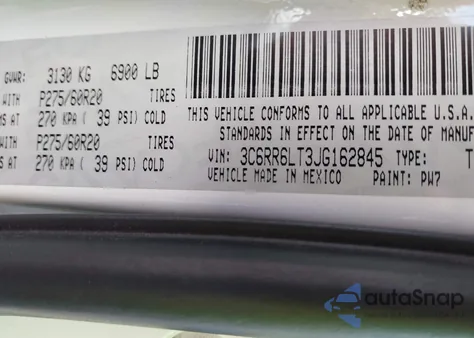 GVWR: 3130 KG 6900 LB
WITH P275/60R20 TIRES
AT 270 KPA ( 39 PSI) COLD
WITH P275/60R20 TIRES
270 KPA ( 39 PSI) COLD
THIS VEHICLE CONFORMS TO ALL APPLICABLE U.S.A.
STANDARDS IN EFFECT ON THE DATE OF MANUF
VIN: 3C6RR6LT3JG162845 TYPE: T
VEHICLE MADE IN MEXICO PAINT: PW7
autoSnap